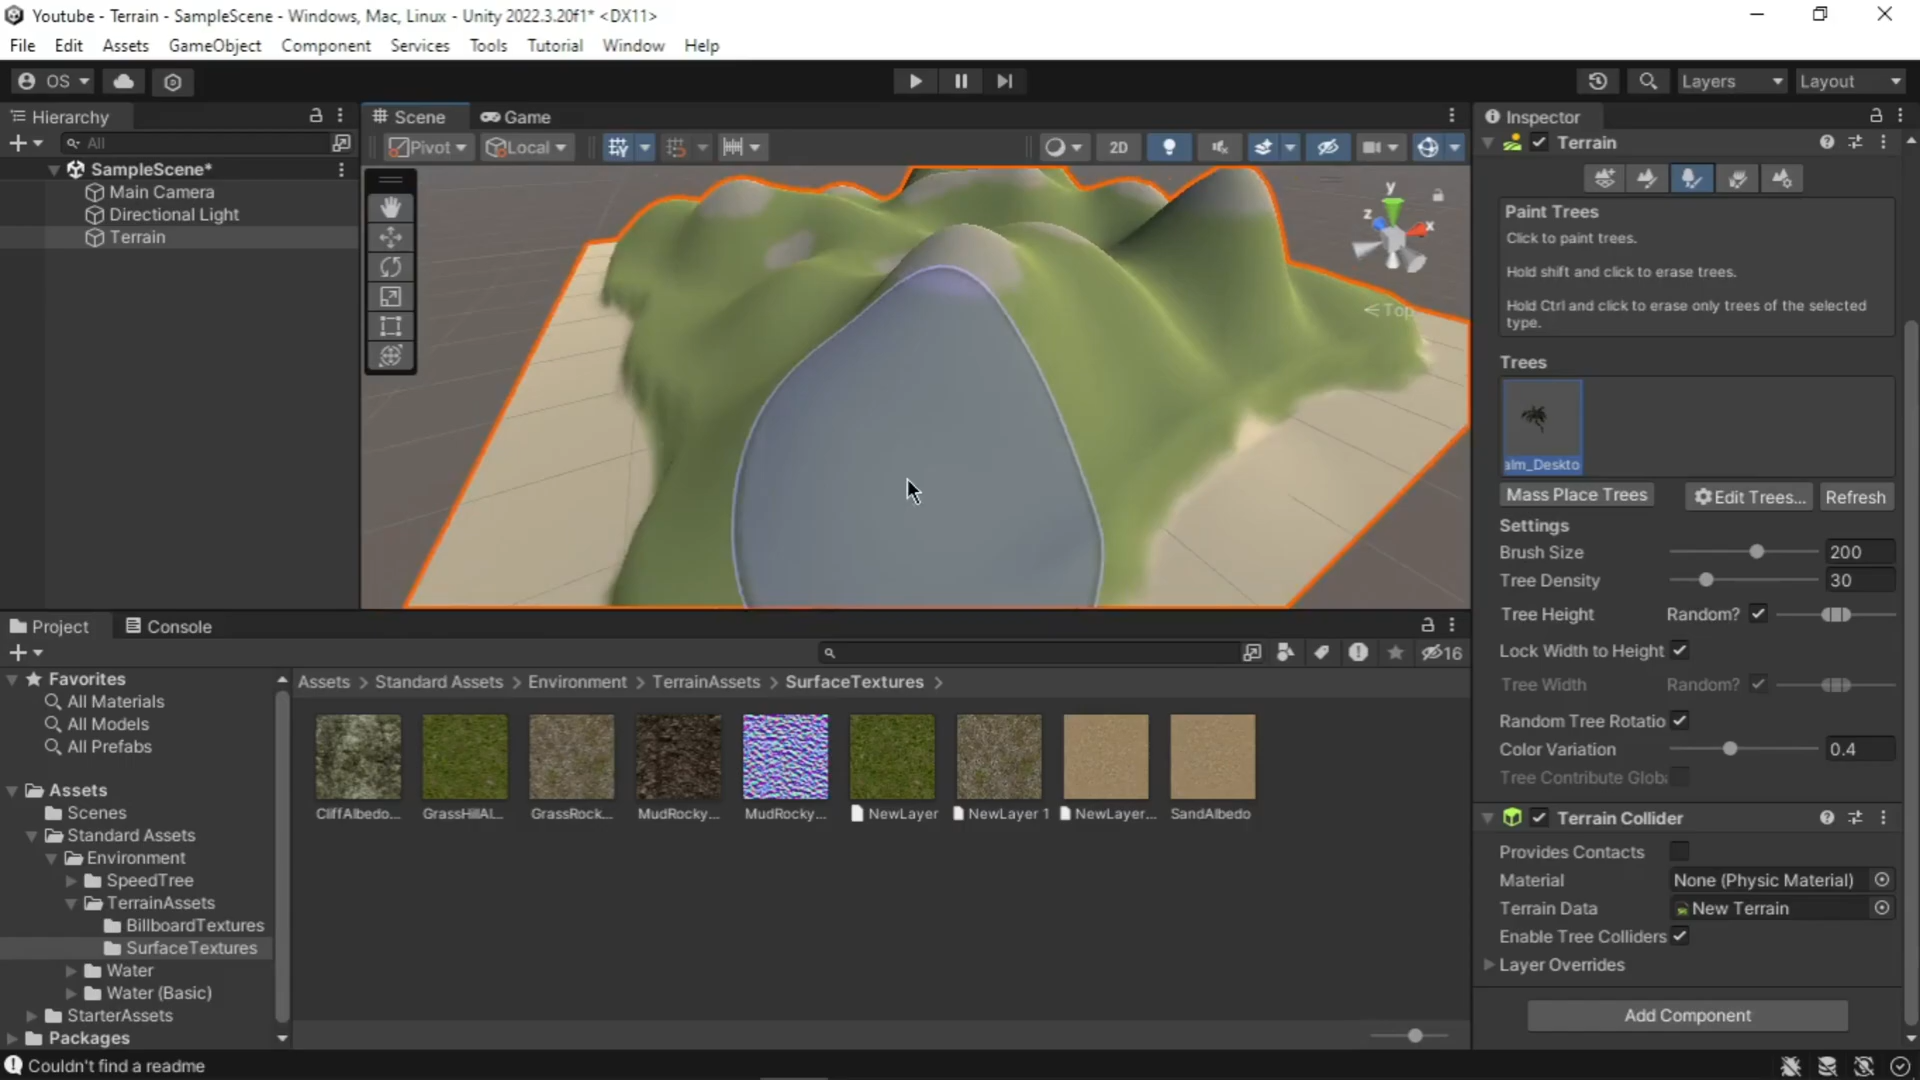 Youtube - Terrain - SampleScene - Windows, Mac, Linux - Unity 2022.3.20f1* <DX11>
File Edit Assets GameObject Component Services Tools Tutorial Window Help
OS
Layers Layout
Hierarchy
All
SampleScene*
Main Camera
Directional Light
Terrain
Scene Game
Pivot Local 2D
y
z
x
Top
Inspector
Terrain
Paint Trees
Click to paint trees.
Hold shift and click to erase trees.
Hold Ctrl and click to erase only trees of the selected
type.
Trees
alm_Deskto
Mass Place Trees Edit Trees... Refresh
Settings
Brush Size 200
Tree Density 30
Tree Height Random?
Lock Width to Height
Tree Width Random?
Random Tree Rotatio
Color Variation 0.4
Tree Contribute Globa
Terrain Collider
Provides Contacts
Material None (Physic Material)
Terrain Data New Terrain
Enable Tree Colliders
Layer Overrides
Add Component
Project Console
16
Favorites
All Materials
All Models
All Prefabs
Assets
Scenes
Standard Assets
Environment
SpeedTree
TerrainAssets
BillboardTextures
SurfaceTextures
Water
Water (Basic)
StarterAssets
Packages
Assets > Standard Assets > Environment > TerrainAssets > SurfaceTextures >
CliffAlbedo... GrassHillAl... GrassRock... MudRocky... MudRocky... NewLayer NewLayer 1 NewLayer... SandAlbedo
Couldn't find a readme